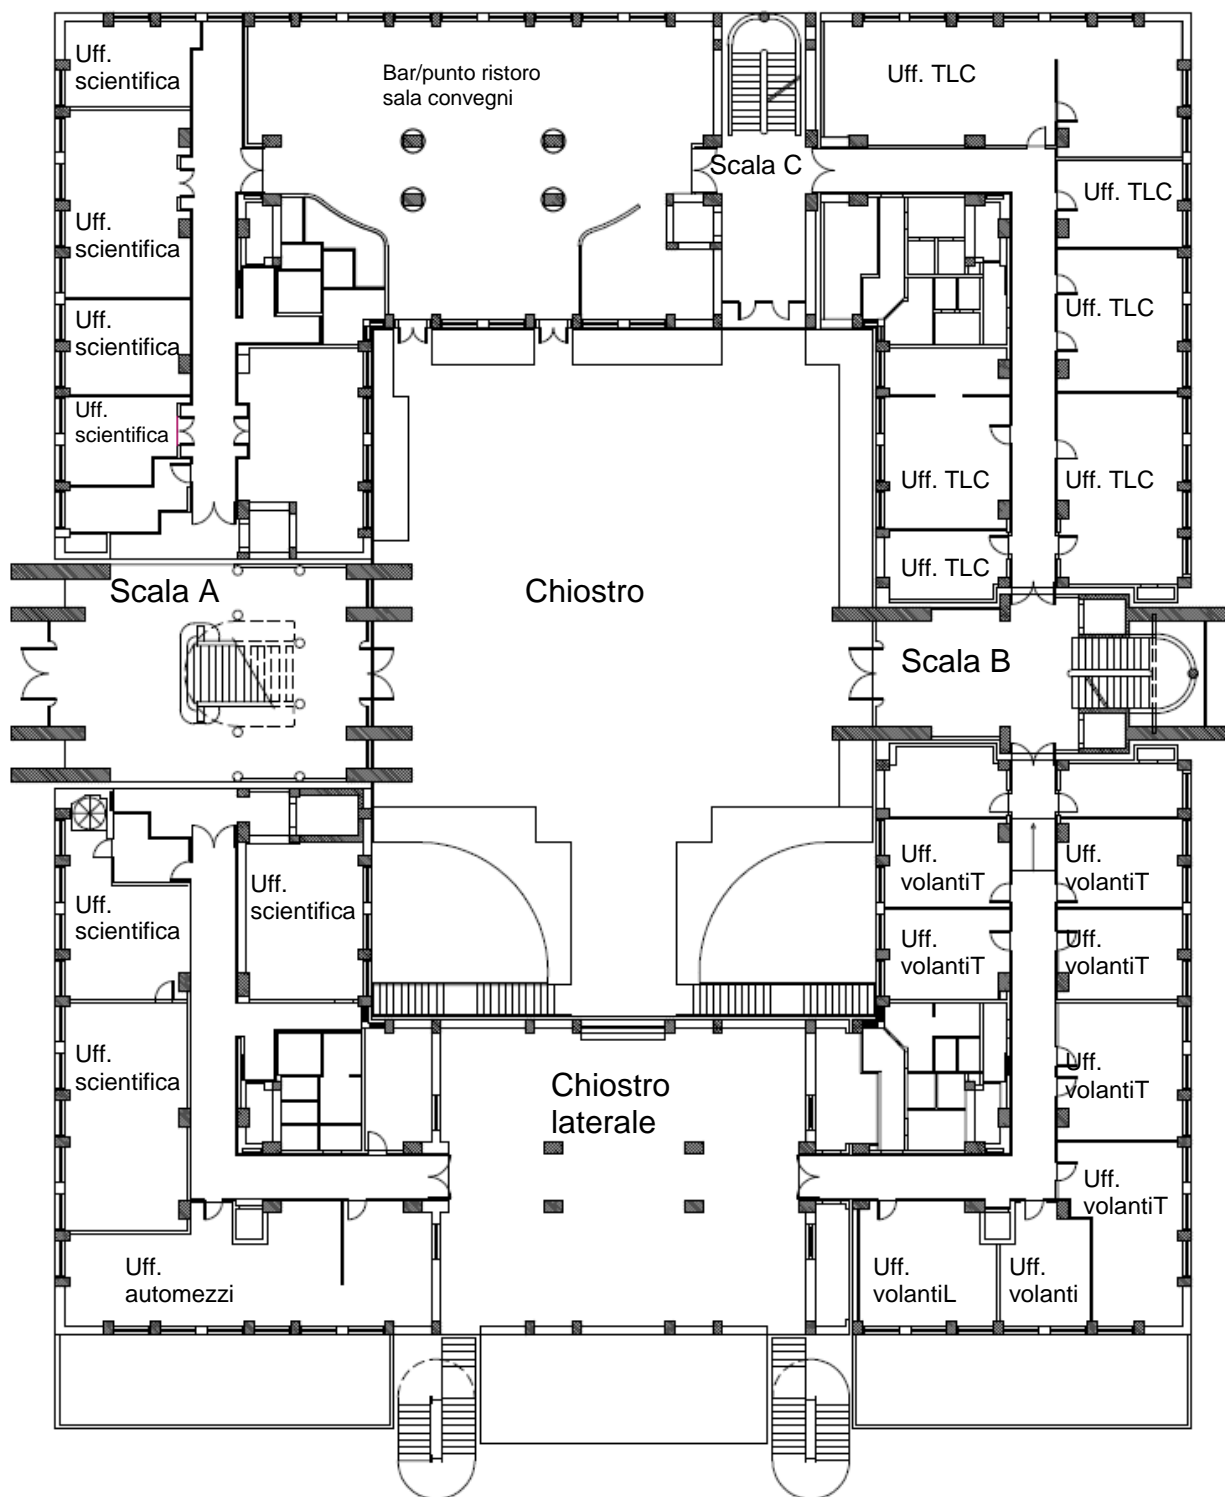 Uff.
scientifica
Bar/punto ristoro
sala convegni
Uff. TLC
Scala C
Uff. TLC
Uff.
scientifica
Uff.
scientifica
Uff. TLC
Uff.
scientifica
Uff. TLC
Uff. TLC
Uff. TLC
Scala A
Chiostro
Scala B
Uff.
volantiT
Uff.
volantiT
Uff.
scientifica
Uff.
scientifica
Uff.
volantiT
Uff.
volantiT
Uff.
scientifica
Chiostro
laterale
Uff.
volantiT
Uff.
volantiT
Uff.
automezzi
Uff.
volantiL
Uff.
volanti